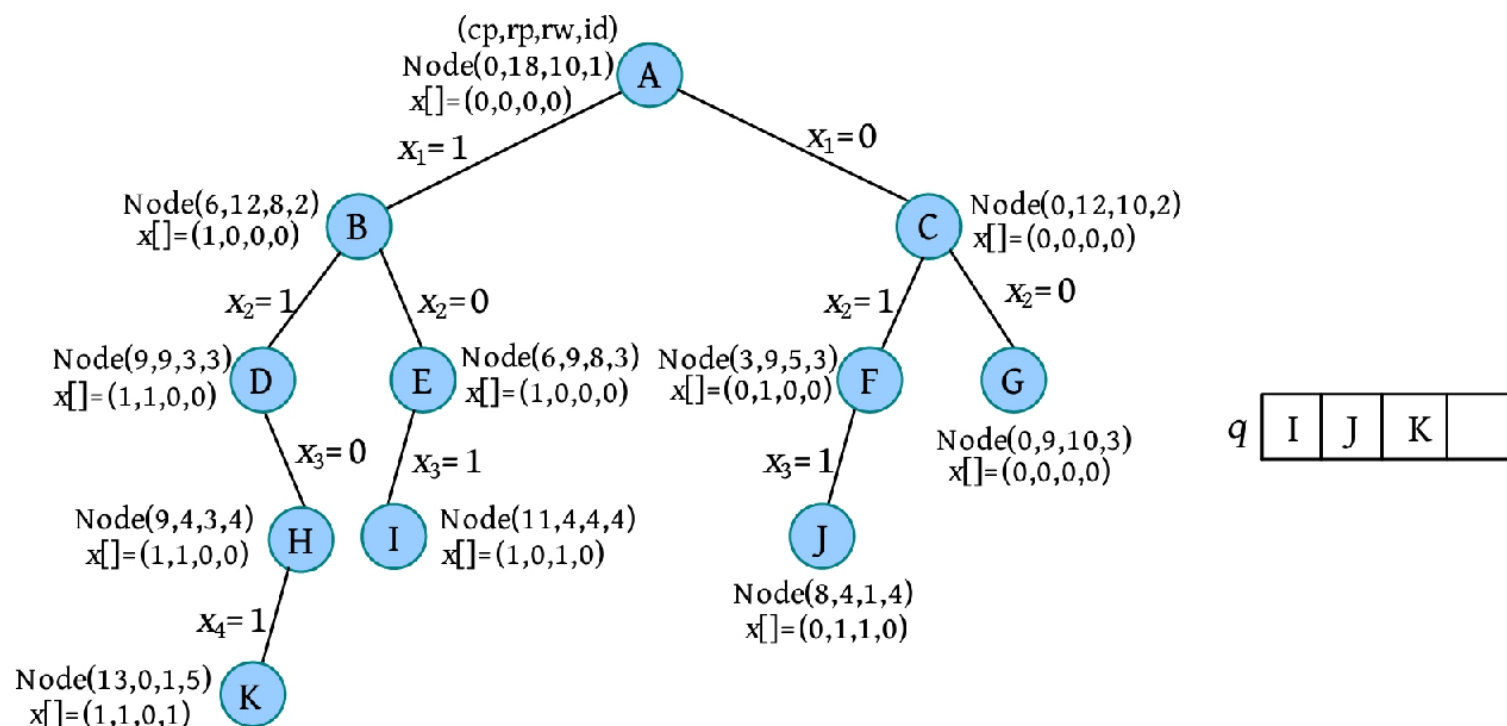 (cp,rp,rw,id)
Node(0,18,10,1)
A
x[]=(0,0,0,0)
x₁=1
x₁=0
Node(6,12,8,2)
x[]=(1,0,0,0)
B
C
Node(0,12,10,2)
x[]=(0,0,0,0)
x₂=1
x₂=0
x₂=1
x₂=0
Node(9,9,3,3)
x[]=(1,1,0,0)
D
E
Node(6,9,8,3)
x[]=(1,0,0,0)
Node(3,9,5,3)
x[]=(0,1,0,0)
F
G
Node(0,9,10,3)
x[]=(0,0,0,0)
q I J K
x₃=0
x₃=1
x₃=1
Node(9,4,3,4)
x[]=(1,1,0,0)
H
I
Node(11,4,4,4)
x[]=(1,0,1,0)
J
Node(8,4,1,4)
x[]=(0,1,1,0)
x₄=1
Node(13,0,1,5)
x[]=(1,1,0,1)
K